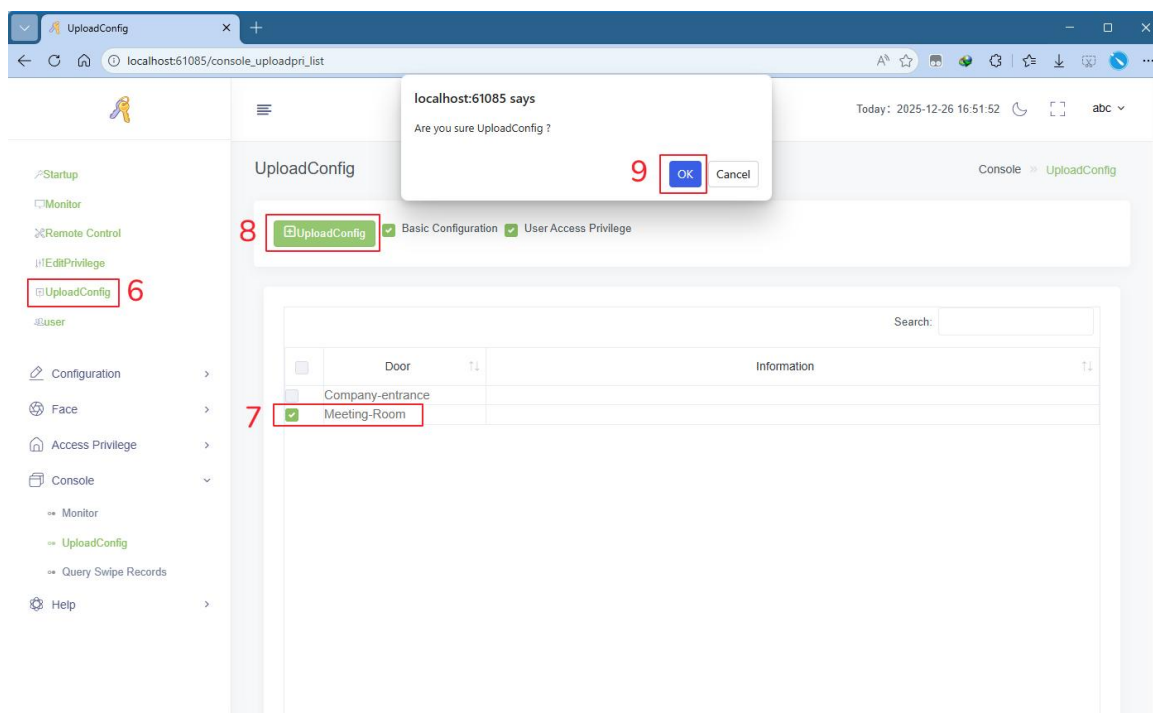 UploadConfig
localhost:61085/console_uploadpri_list
localhost:61085 says
Are you sure UploadConfig ?
9
OK
Cancel
Today: 2025-12-26 16:51:52
abc
UploadConfig
Console » UploadConfig
Startup
Monitor
Remote Control
EditPrivilege
UploadConfig
6
user
8
UploadConfig
Basic Configuration
User Access Privilege
Search:
Door
Information
Company-entrance
7
Meeting-Room
Configuration
Face
Access Privilege
Console
Monitor
UploadConfig
Query Swipe Records
Help